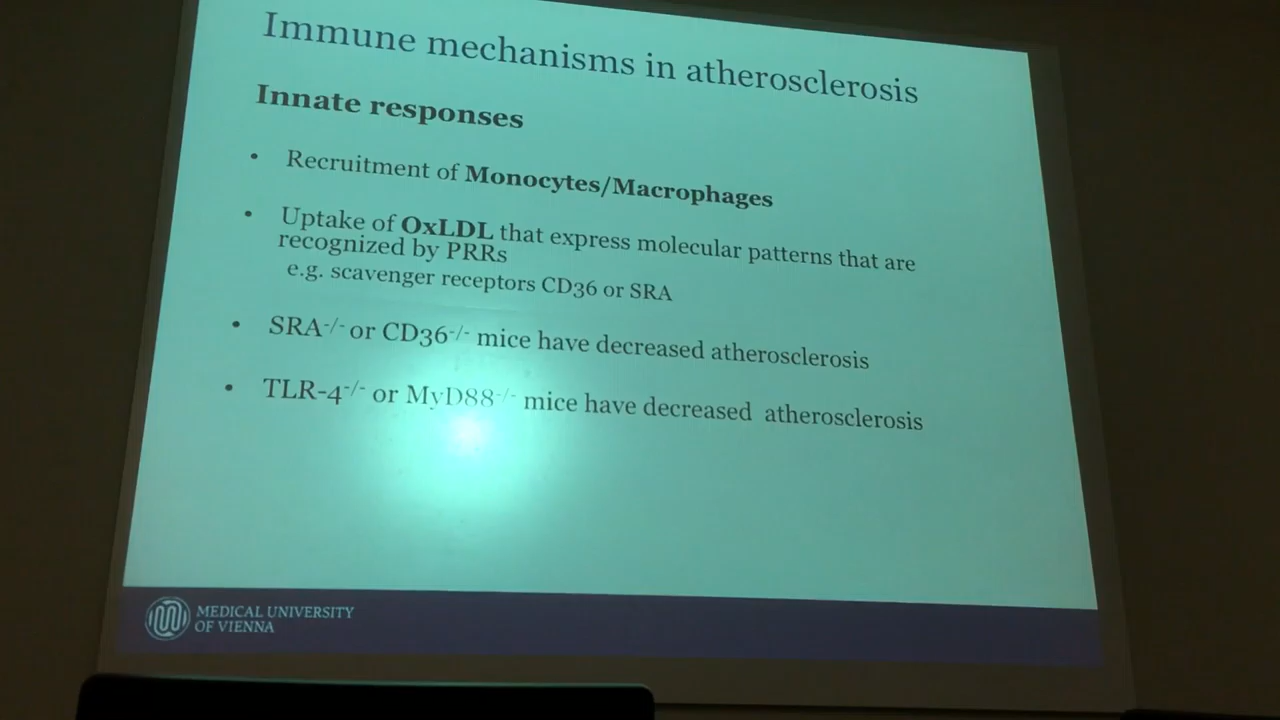 Immune mechanisms in atherosclerosis
Innate responses
• Recruitment of Monocytes/Macrophages
• Uptake of OxLDL that express molecular patterns that are
recognized by PRRs
e.g. scavenger receptors CD36 or SRA
• SRA-/- or CD36-/- mice have decreased atherosclerosis
• TLR-4-/- or MyD88-/- mice have decreased atherosclerosis
MEDICAL UNIVERSITY
OF VIENNA